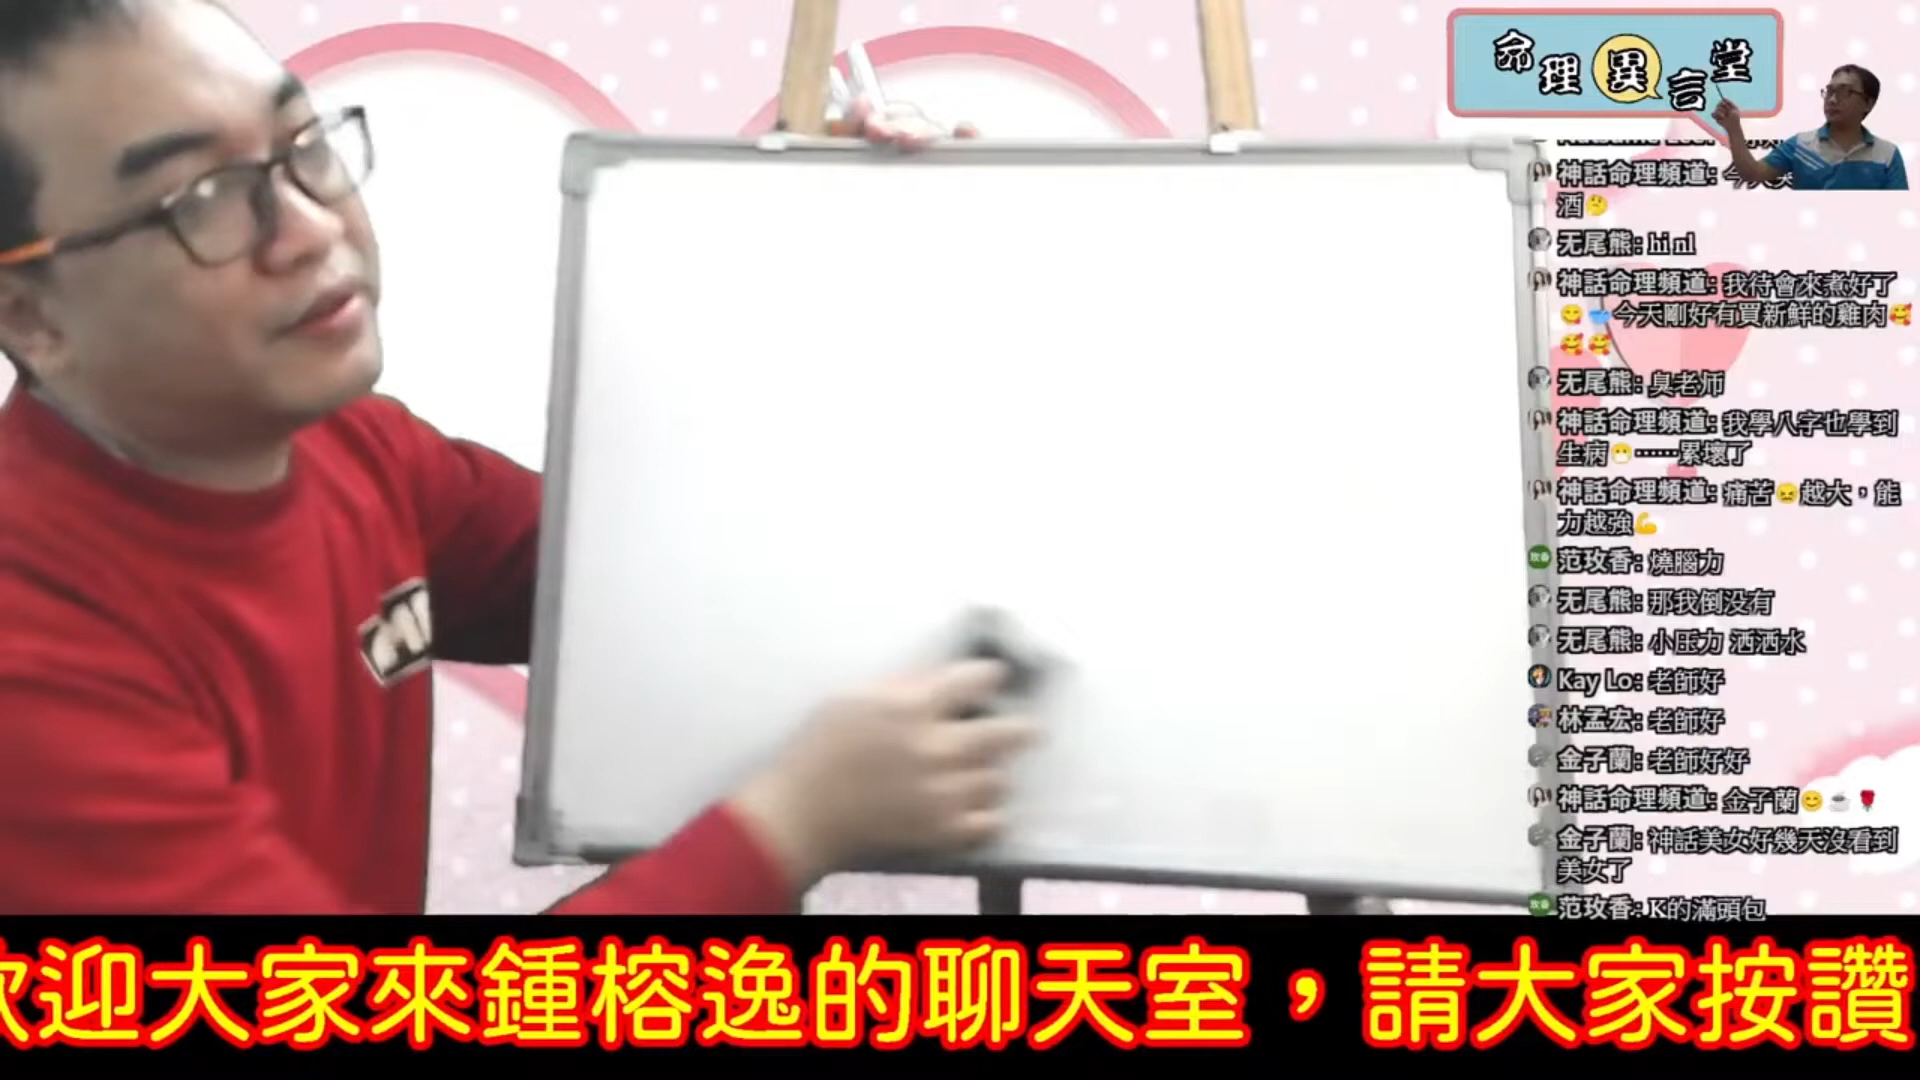 命理異言堂
神話命理頻道: 今天
酒🤔
无尾熊: hi nl
神話命理頻道: 我待會來煮好了
😋🥣今天剛好有買新鮮的雞肉🥰
🥰🥰
无尾熊: 臭老师
神話命理頻道: 我學八字也學到
生病😷⋯⋯累壞了
神話命理頻道: 痛苦😖越大，能
力越強💪
范玫香: 燒腦力
无尾熊: 那我倒没有
无尾熊: 小压力 洒洒水
Kay Lo: 老師好
林孟宏: 老師好
金子蘭: 老師好好
神話命理頻道: 金子蘭😊☕🌹
金子蘭: 神話美女好幾天沒看到
美女了
范玫香: K的滿頭包
歡迎大家來鍾榕逸的聊天室，請大家按讚